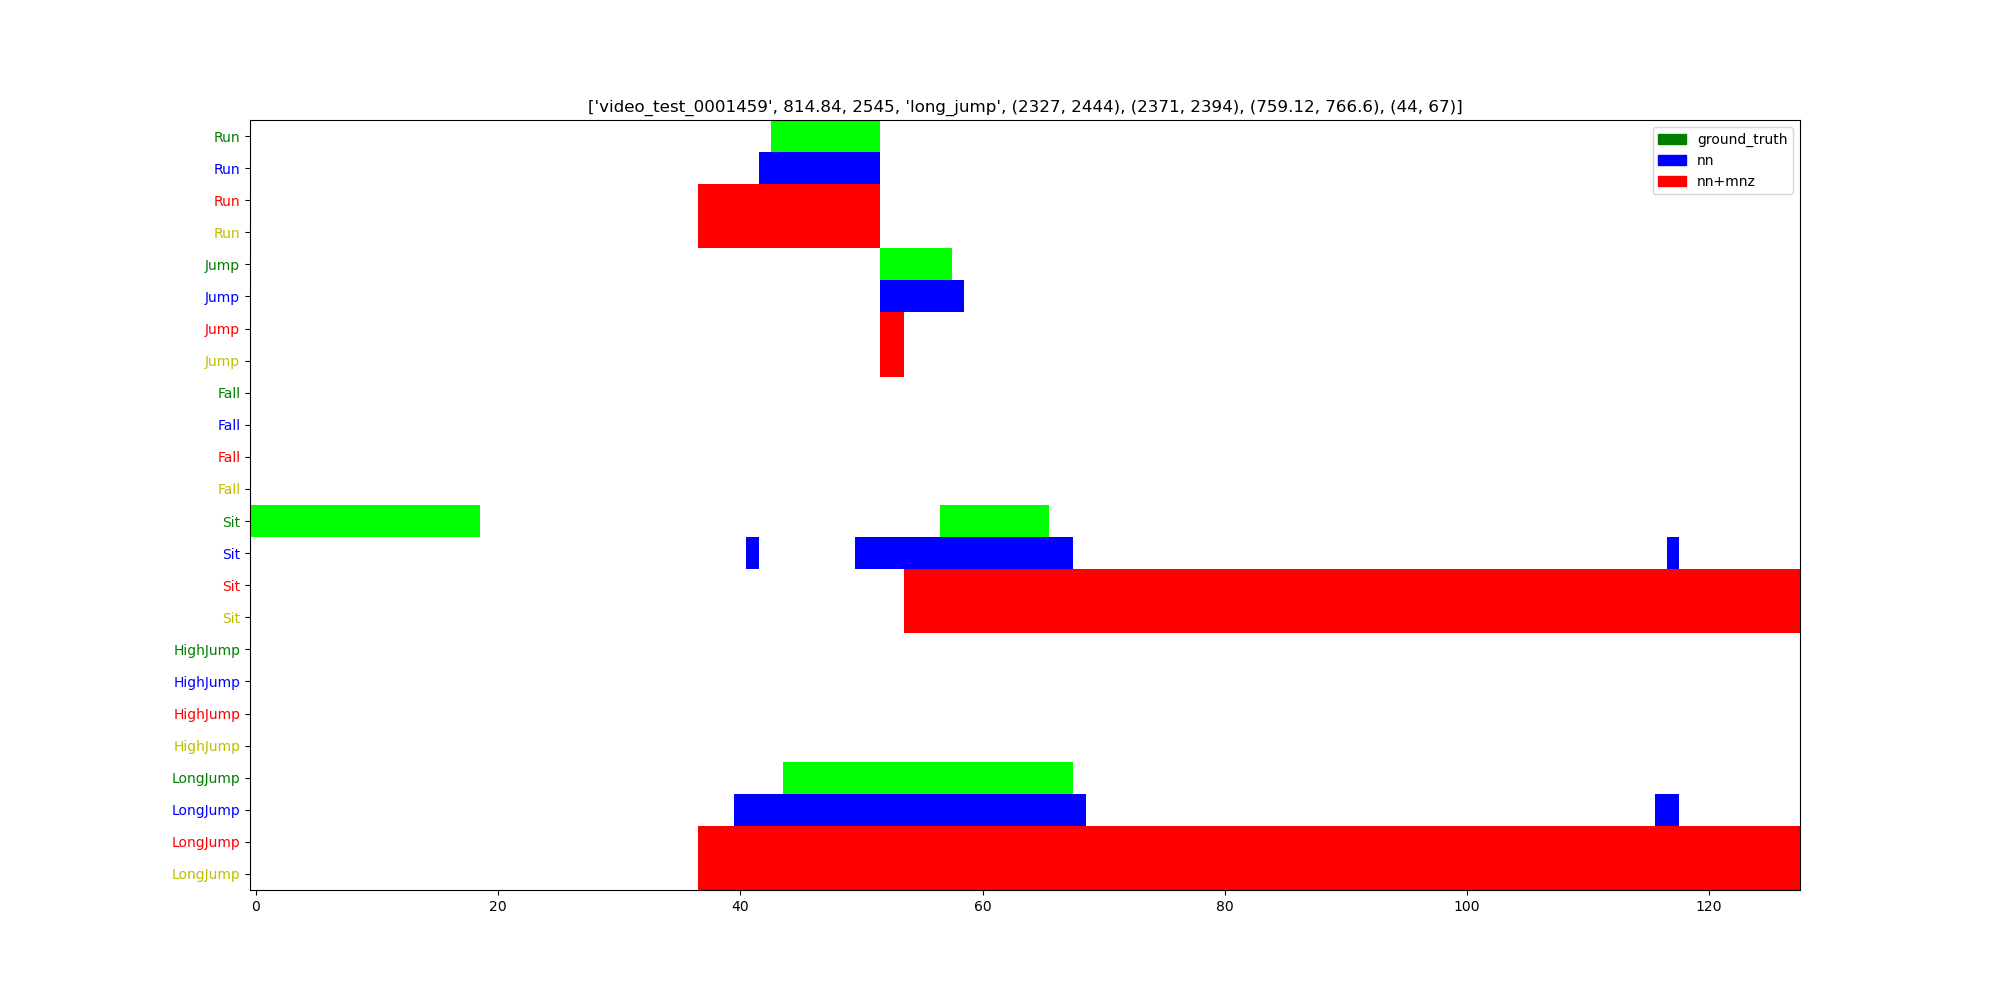 ['video_test_0001459', 814.84, 2545, 'long_jump', (2327, 2444), (2371, 2394), (759.12, 766.6), (44, 67)]
ground_truth
nn
nn+mnz
Run
Run
Run
Run
Jump
Jump
Jump
Jump
Fall
Fall
Fall
Fall
Sit
Sit
Sit
Sit
HighJump
HighJump
HighJump
HighJump
LongJump
LongJump
LongJump
LongJump
0 20 40 60 80 100 120